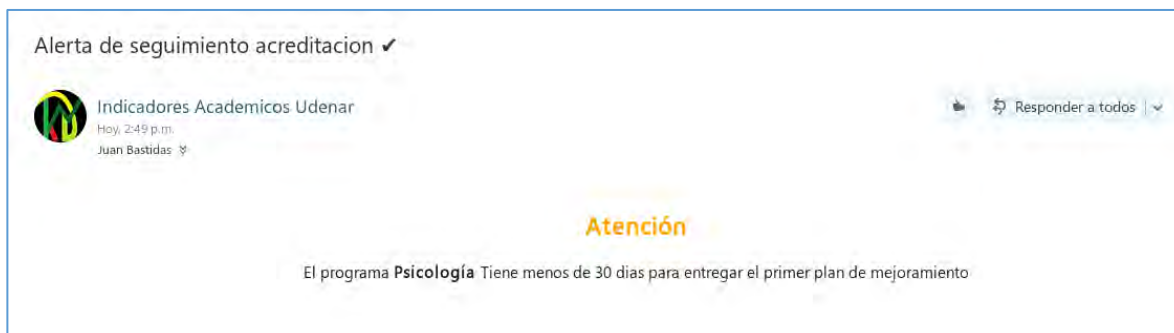 Alerta de seguimiento acreditacion ✔
Indicadores Academicos Udenar
Hoy, 2:49 p.m.
Responder a todos
Juan Bastidas
Atención
El programa Psicología Tiene menos de 30 dias para entregar el primer plan de mejoramiento